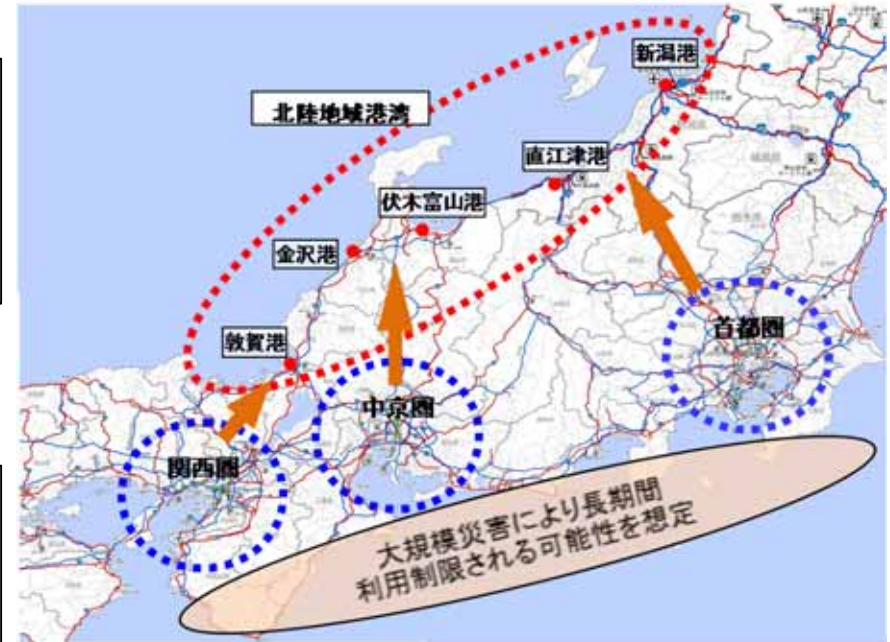 新潟港
北陸地域港湾
直江津港
伏木富山港
金沢港
敦賀港
首都圏
中京圏
関西圏
大規模災害により長期間
利用制限される可能性を想定